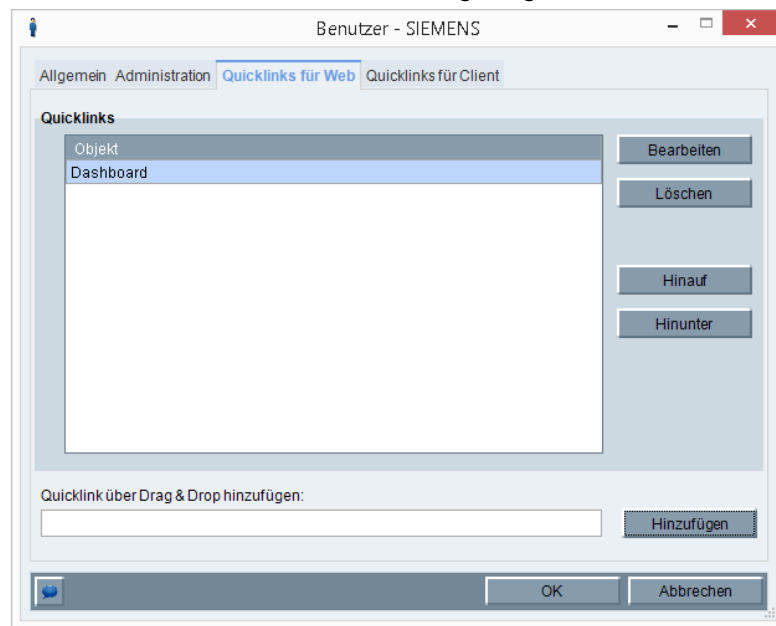 Benutzer - SIEMENS
Allgemein Administration Quicklinks für Web Quicklinks für Client
Quicklinks
Objekt
Dashboard
Bearbeiten
Löschen
Hinauf
Hinunter
Quicklink über Drag & Drop hinzufügen:
Hinzufügen
OK Abbrechen